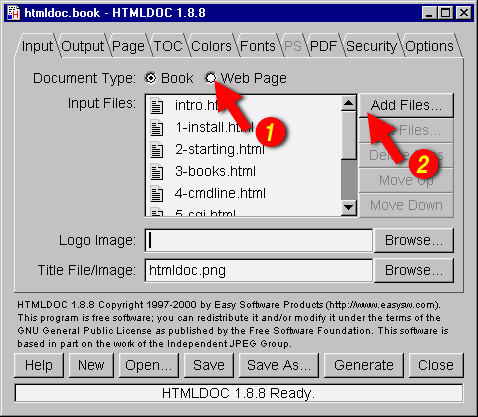 htmldoc.book - HTMLDOC 1.8.8
Input Output Page TOC Colors Fonts PS PDF Security Options
Document Type: Book Web Page
Input Files: intro.ht Add Files...
1
1-install.html Files...
2-starting.html 2
3-books.html Move Up
4-cmdline.html Move Down
5-cgi.html
Logo Image: Browse...
Title File/Image: htmldoc.png Browse...
HTMLDOC 1.8.8 Copyright 1997-2000 by Easy Software Products (http://www.easysw.com).
This program is free software; you can redistribute it and/or modify it under the terms of the
GNU General Public License as published by the Free Software Foundation. This software is
based in part on the work of the Independent JPEG Group.
Help New Open... Save Save As... Generate Close
HTMLDOC 1.8.8 Ready.